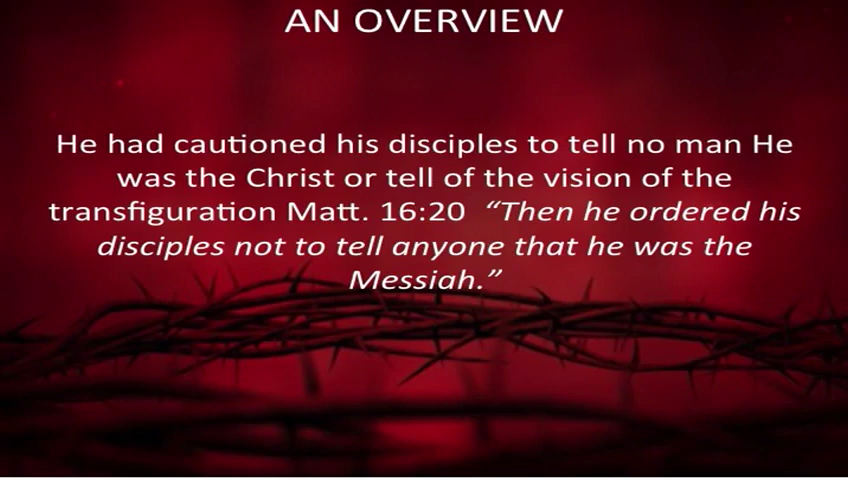 AN OVERVIEW
He had cautioned his disciples to tell no man He
was the Christ or tell of the vision of the
transfiguration Matt. 16:20 “Then he ordered his
disciples not to tell anyone that he was the
Messiah.”